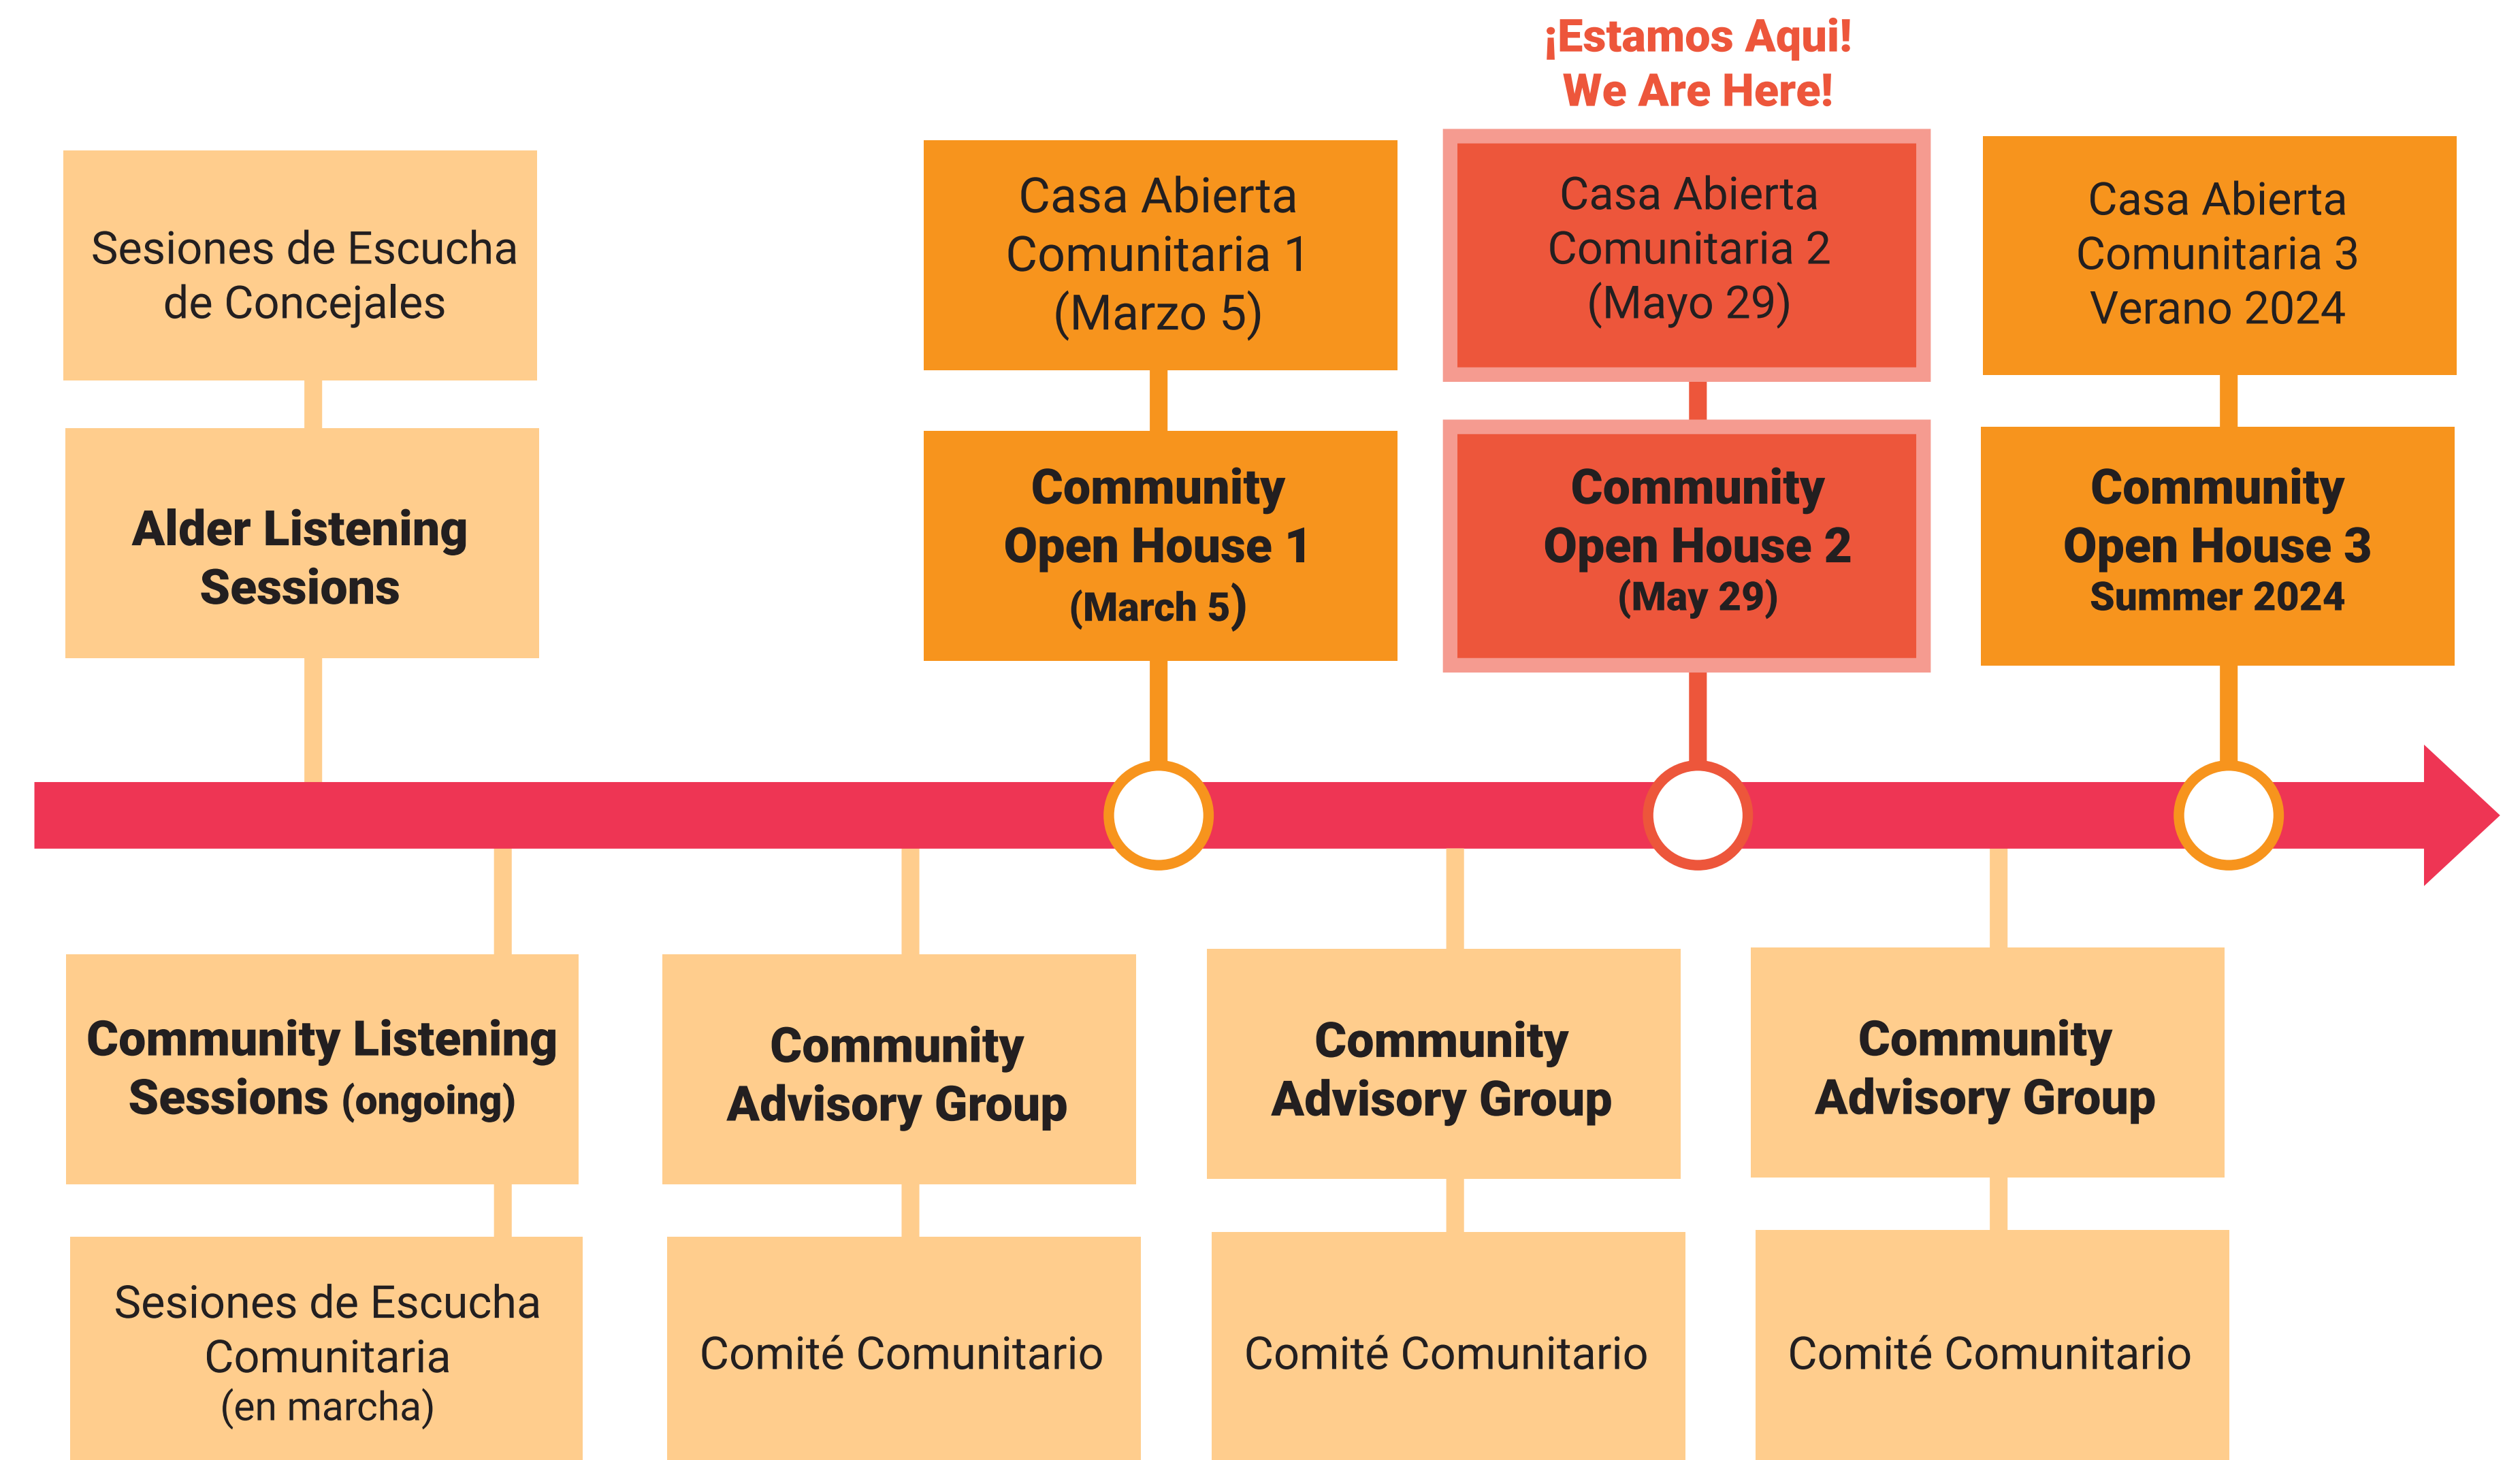 ¡Estamos Aqui!
We Are Here!
Sesiones de Escucha
de Concejales
Casa Abierta
Comunitaria 1
(Marzo 5)
Casa Abierta
Comunitaria 2
(Mayo 29)
Casa Abierta
Comunitaria 3
Verano 2024
Alder Listening
Sessions
Community
Open House 1
(March 5)
Community
Open House 2
(May 29)
Community
Open House 3
Summer 2024
Community Listening
Sessions (ongoing)
Community
Advisory Group
Community
Advisory Group
Community
Advisory Group
Sesiones de Escucha
Comunitaria
(en marcha)
Comité Comunitario
Comité Comunitario
Comité Comunitario